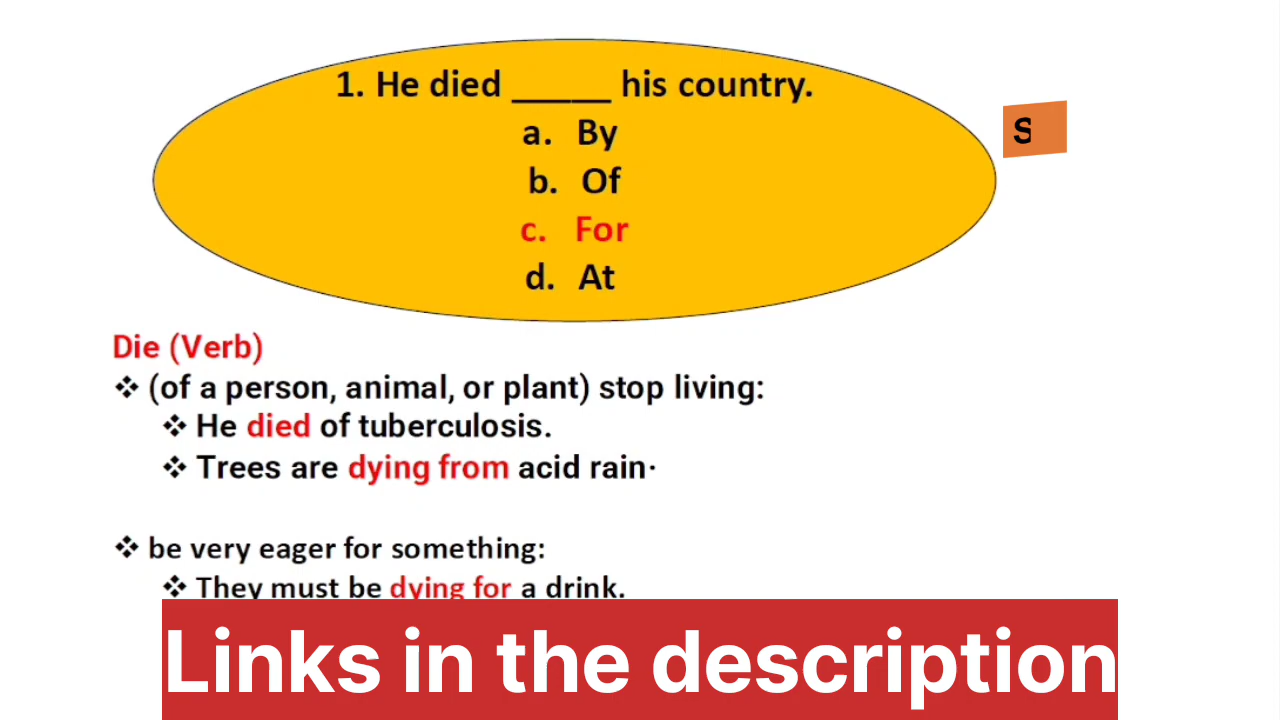 1. He died _____ his country.
a. By
b. Of
c. For
d. At
S
Die (Verb)
❖ (of a person, animal, or plant) stop living:
❖ He died of tuberculosis.
❖ Trees are dying from acid rain·
❖ be very eager for something:
❖ They must be dying for a drink.
Links in the description